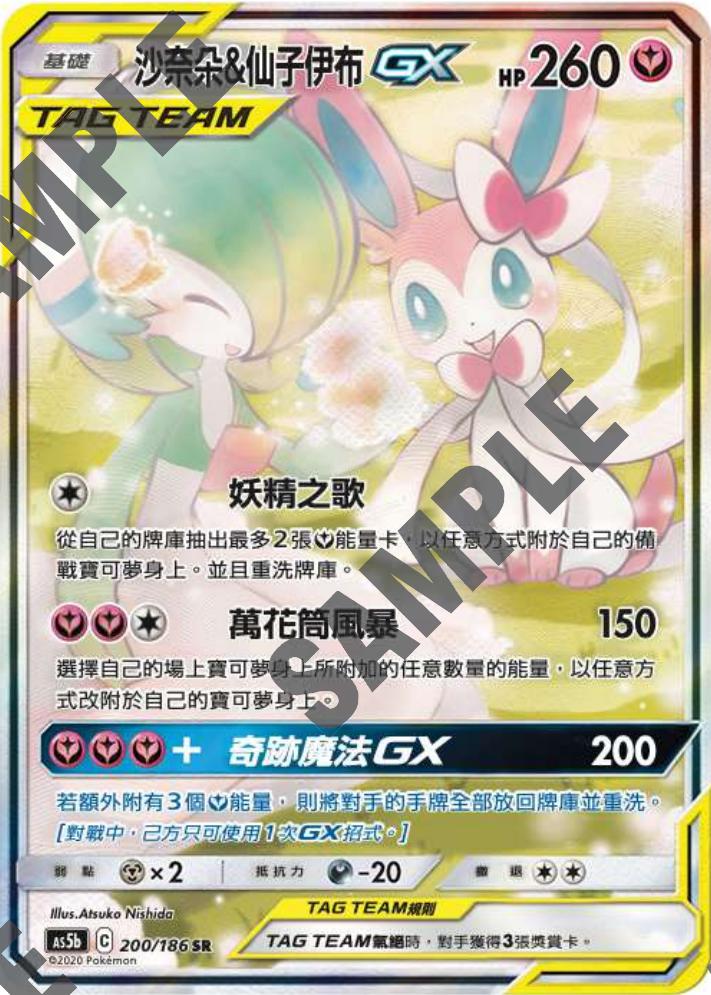 基礎 沙奈朵&仙子伊布GX HP260
TAG TEAM
SAMPLE
妖精之歌
從自己的牌庫抽出最多2張能量卡，以任意方式附於自己的備
戰寶可夢身上。並且重洗牌庫。
萬花筒風暴 150
選擇自己的場上寶可夢身上所附加的任意數量的能量，以任意方
式改附於自己的寶可夢身上。
+ 奇跡魔法GX 200
若額外附有3個能量，則將對手的手牌全部放回牌庫並重洗。
[對戰中，己方只可使用1次GX招式。]
弱點 ×2 抵抗力 -20 撤退
Illus.Atsuko Nishida
TAG TEAM規則
AS5b C 200/186 SR
TAG TEAM氣絕時，對手獲得3張獎賞卡。
©2020 Pokémon